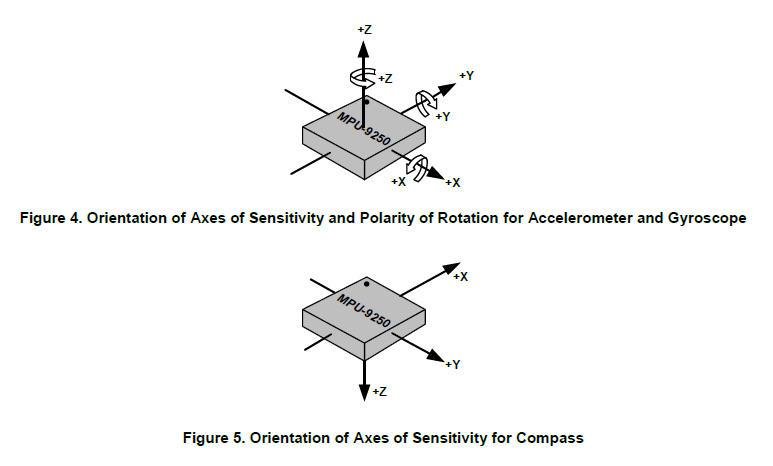 +Z
+Z
+Y
+Y
MPU-9250
+X
+X
Figure 4. Orientation of Axes of Sensitivity and Polarity of Rotation for Accelerometer and Gyroscope
+X
MPU-9250
+Y
+Z
Figure 5. Orientation of Axes of Sensitivity for Compass